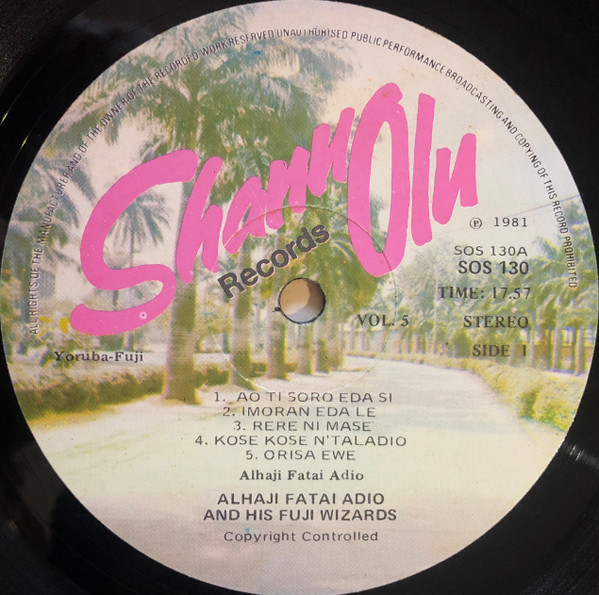 ALL RIGHTS OF THE MANUFACTURER AND OF THE OWNER OF THE RECORDED WORK RESERVED UNAUTHORISED PUBLIC PERFORMANCE BROADCASTING AND COPYING OF THIS RECORD PROHIBITED
Shanu Olu
Records
℗ 1981
SOS 130A
SOS 130
TIME: 17.57
VOL. 5 STEREO
SIDE 1
Yoruba-Fuji
1. AO TI SORO EDA SI
2. IMORAN EDA LE
3. RERE NI MASE
4. KOSE KOSE N'TALADIO
5. ORISA EWE
Alhaji Fatai Adio
ALHAJI FATAI ADIO
AND HIS FUJI WIZARDS
Copyright Controlled